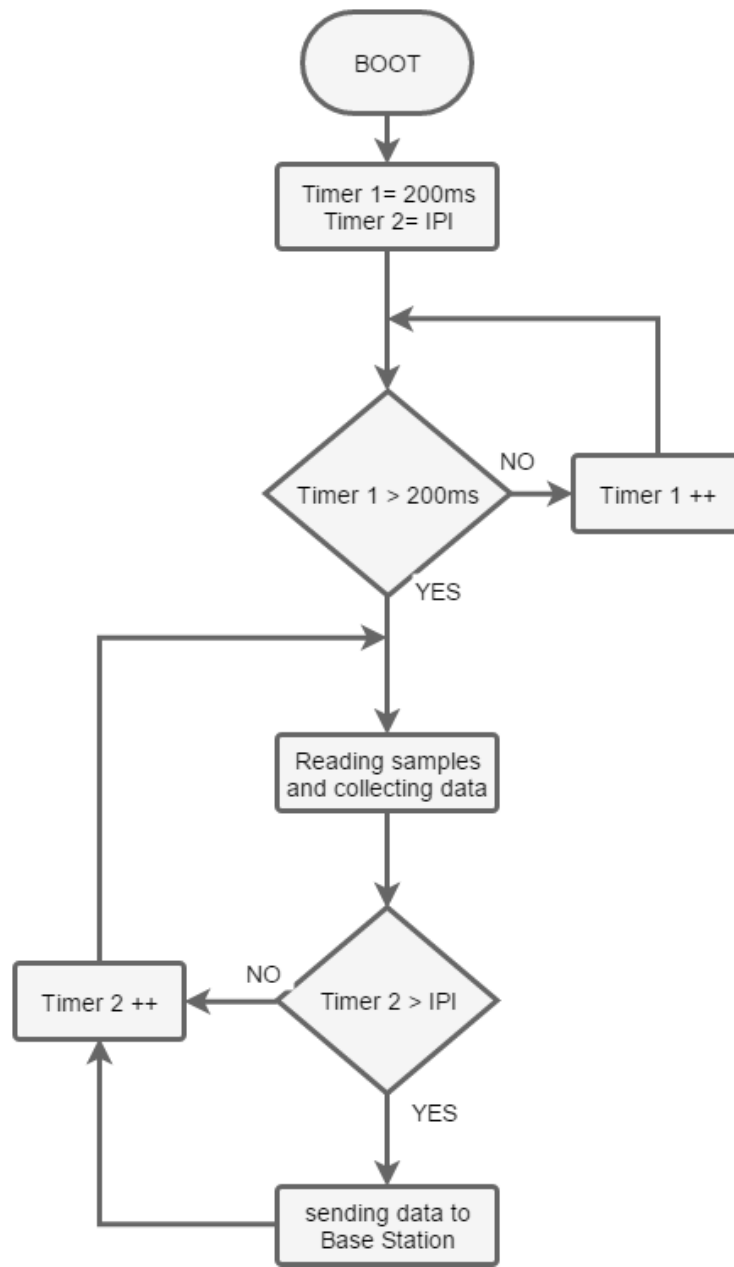 BOOT
Timer 1= 200ms
Timer 2= IPI
Timer 1 > 200ms
NO
Timer 1 ++
YES
Reading samples
and collecting data
Timer 2 > IPI
NO
Timer 2 ++
YES
sending data to
Base Station